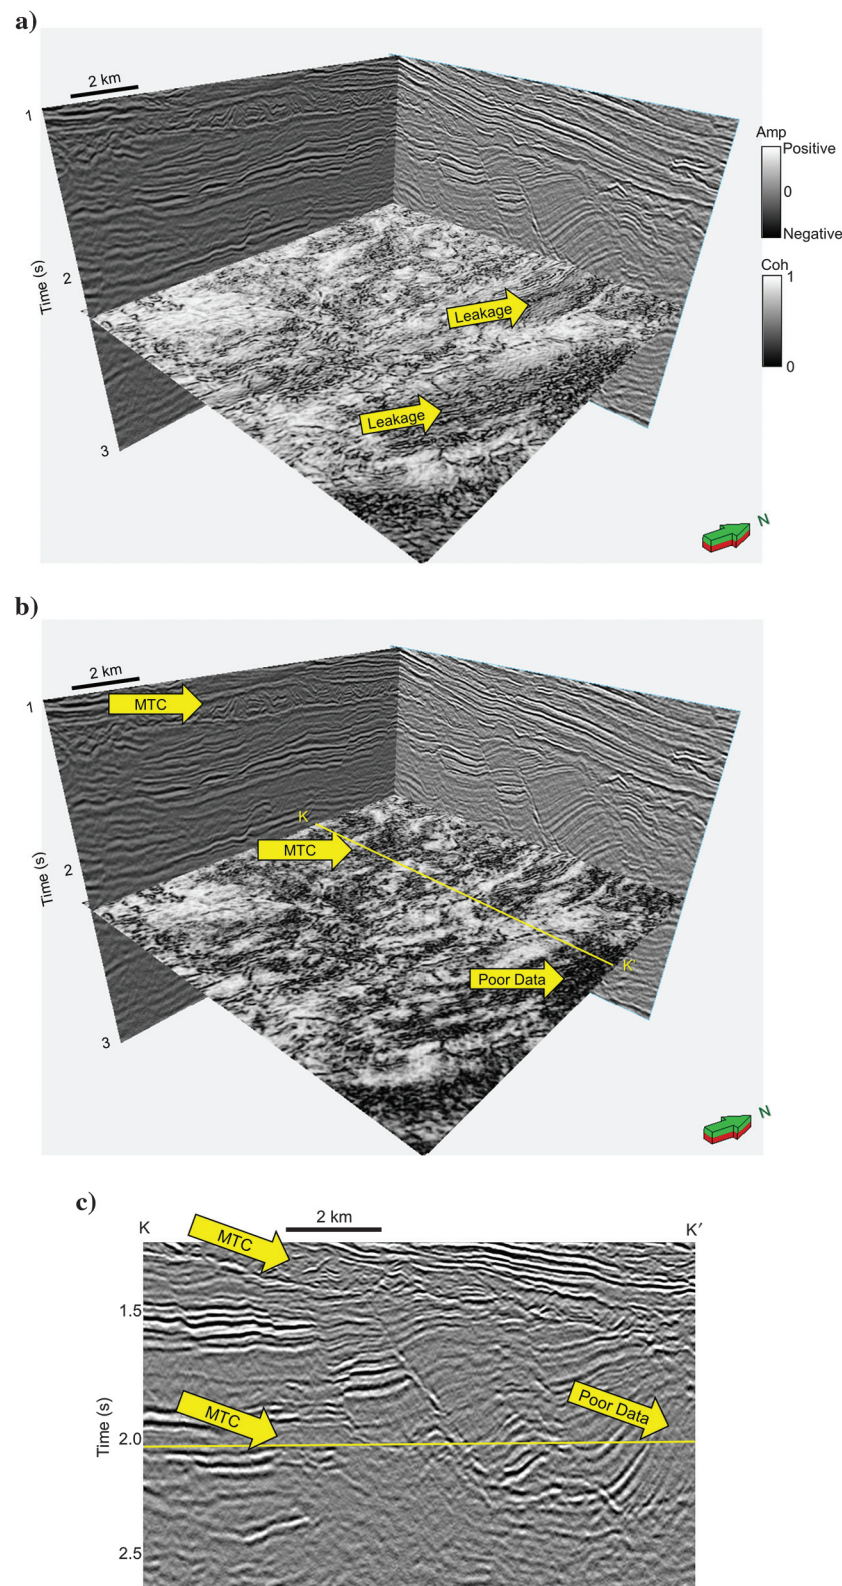 a)
2 km
1
Amp
Positive
0
Negative
Coh
1
0
2
Time (s)
Leakage
Leakage
3
N
b)
2 km
MTC
1
K
MTC
2
Time (s)
K'
Poor Data
3
N
c)
K
2 km
K′
MTC
1.5
MTC
Poor Data
Time (s)
2.0
2.5